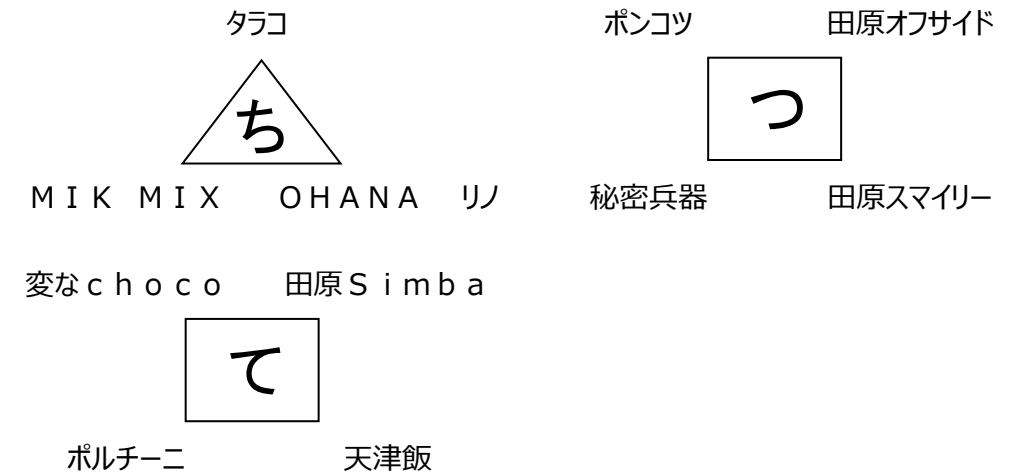 タラコ
ポンコツ 田原オフサイド
ち
つ
ＭＩＫ ＭＩＸ ＯＨＡＮＡ リノ
秘密兵器 田原スマイリー
変なｃｈｏｃｏ 田原Ｓｉｍｂａ
て
ポルチーニ 天津飯